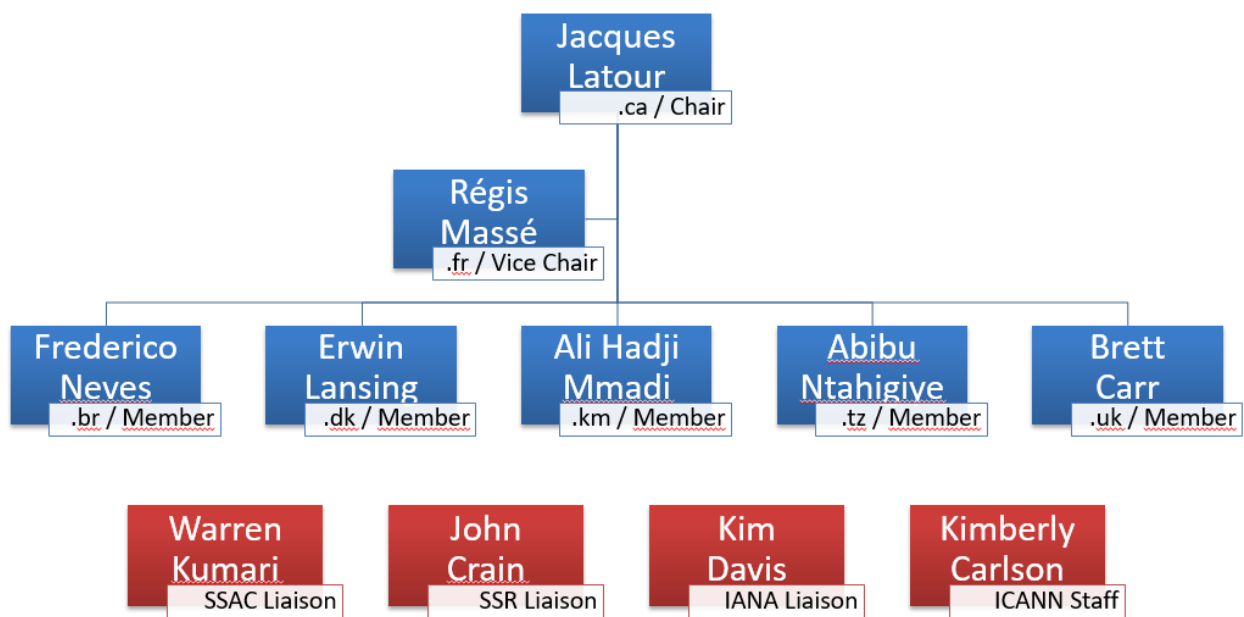 Jacques
Latour
.ca / Chair
Régis
Massé
.fr / Vice Chair
Frederico
Neves
.br / Member
Erwin
Lansing
.dk / Member
Ali Hadji
Mmadi
.km / Member
Abibu
Ntahigiye
.tz / Member
Brett
Carr
.uk / Member
Warren
Kumari
SSAC Liaison
John
Crain
SSR Liaison
Kim
Davis
IANA Liaison
Kimberly
Carlson
ICANN Staff